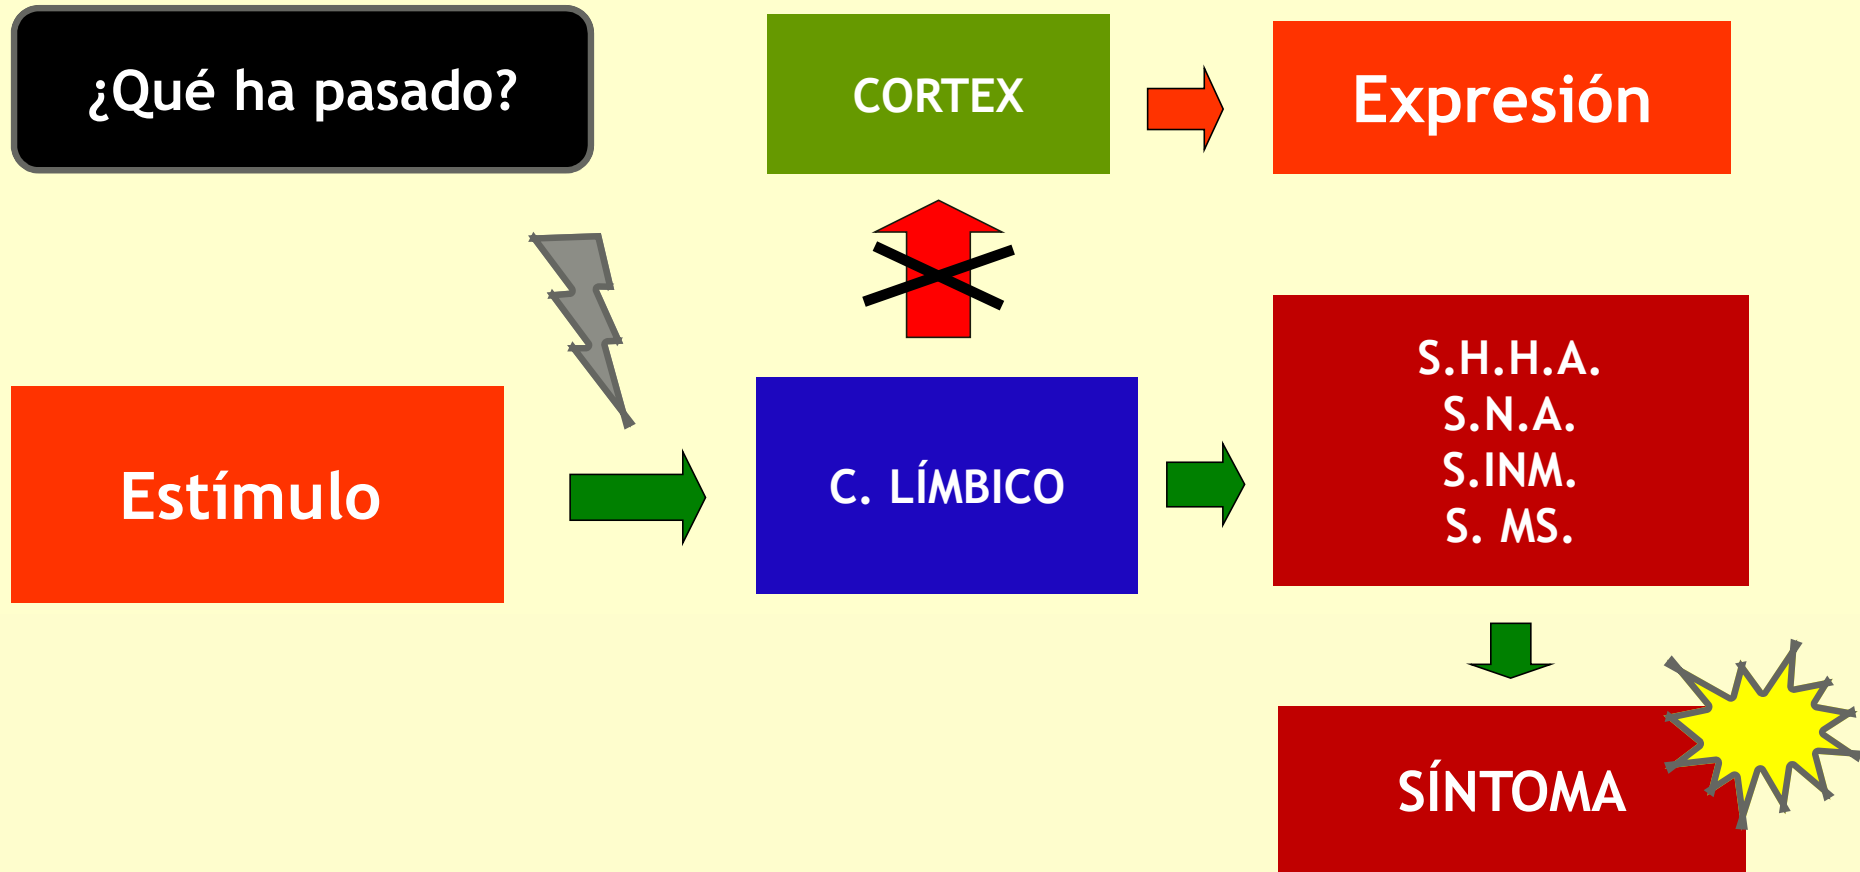 ¿Qué ha pasado?
CORTEX
Expresión
Estímulo
C. LÍMBICO
S.H.H.A.
S.N.A.
S.INM.
S. MS.
SÍNTOMA